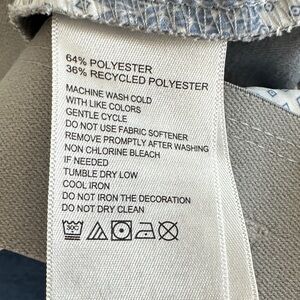 64% POLYESTER
36% RECYCLED POLYESTER
MACHINE WASH COLD
WITH LIKE COLORS
GENTLE CYCLE
DO NOT USE FABRIC SOFTENER
REMOVE PROMPTLY AFTER WASHING
NON CHLORINE BLEACH
IF NEEDED
TUMBLE DRY LOW
COOL IRON
DO NOT IRON THE DECORATION
DO NOT DRY CLEAN
30C